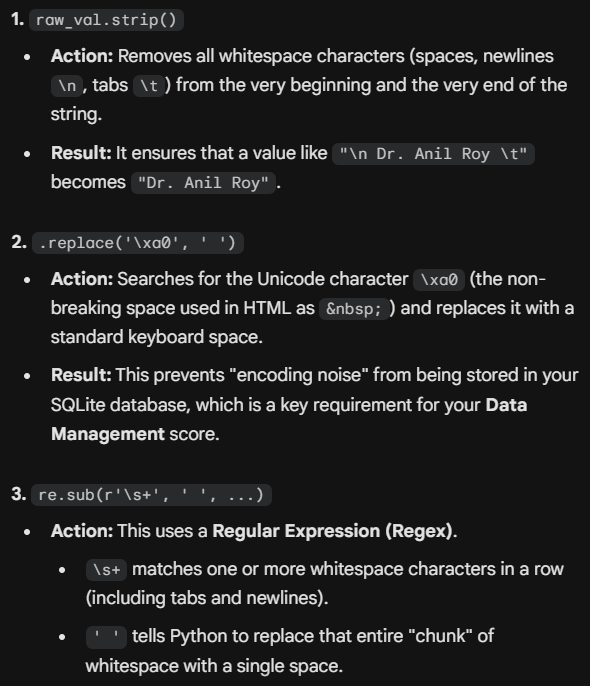 1. raw_val.strip()
• Action: Removes all whitespace characters (spaces, newlines
\n, tabs \t) from the very beginning and the very end of the
string.
• Result: It ensures that a value like "\n Dr. Anil Roy \t"
becomes "Dr. Anil Roy".
2. .replace('\xa0', ' ')
• Action: Searches for the Unicode character \xa0 (the non-
breaking space used in HTML as &nbsp;) and replaces it with a
standard keyboard space.
• Result: This prevents "encoding noise" from being stored in your
SQLite database, which is a key requirement for your Data
Management score.
3. re.sub(r'\s+', ' ', ...)
• Action: This uses a Regular Expression (Regex).
• \s+ matches one or more whitespace characters in a row
(including tabs and newlines).
• ' ' tells Python to replace that entire "chunk" of
whitespace with a single space.